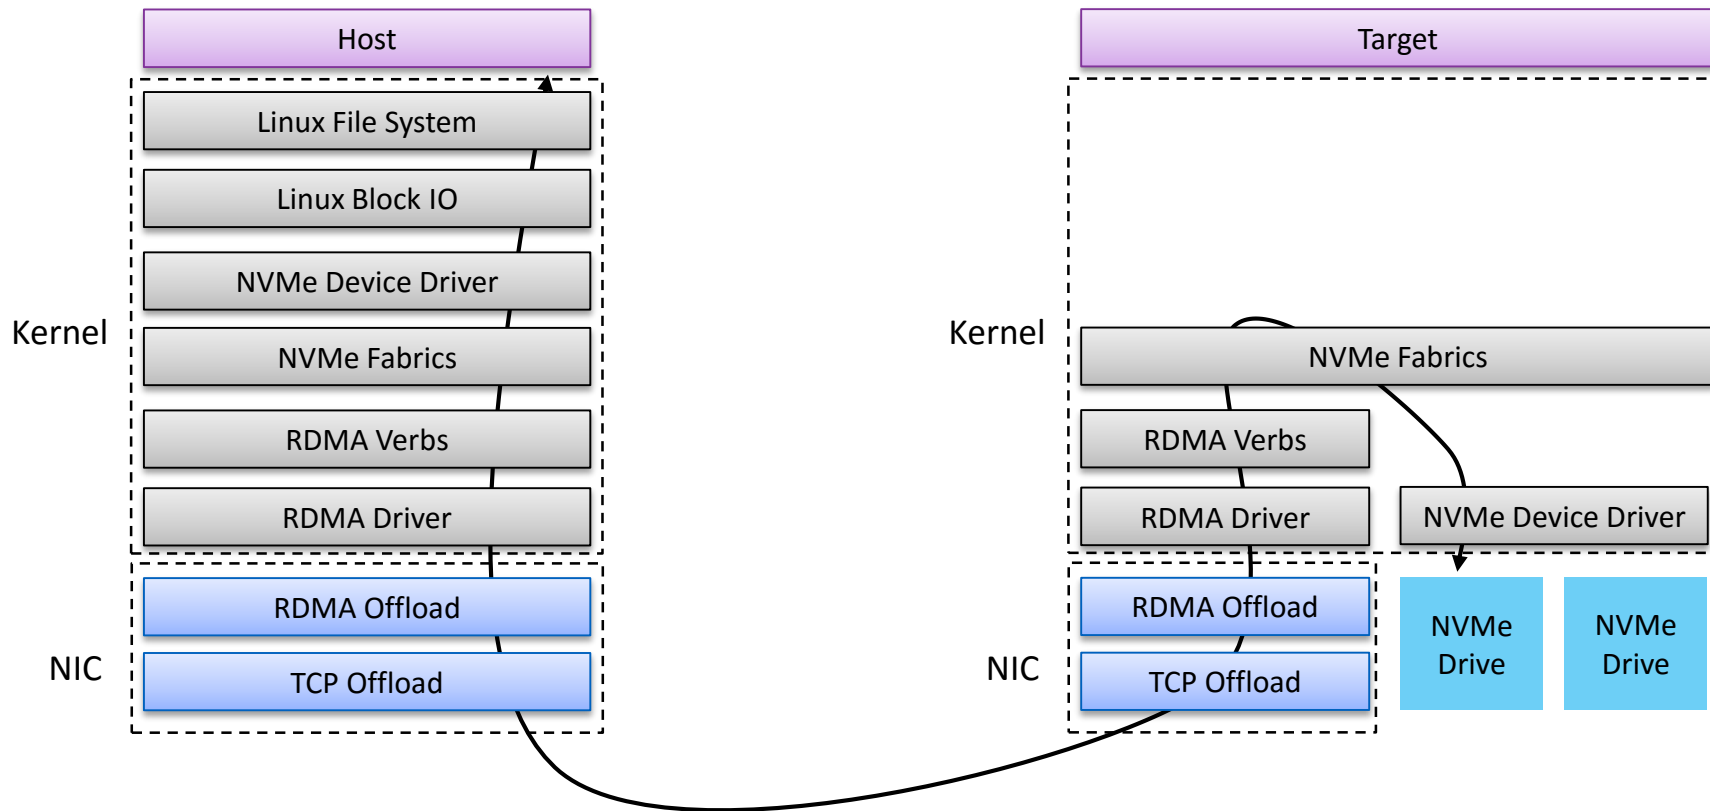 Host
Linux File System
Linux Block IO
NVMe Device Driver
Kernel
NVMe Fabrics
RDMA Verbs
RDMA Driver
RDMA Offload
NIC
TCP Offload
Target
Kernel
NVMe Fabrics
RDMA Verbs
RDMA Driver
NVMe Device Driver
RDMA Offload
NIC
TCP Offload
NVMe
Drive
NVMe
Drive